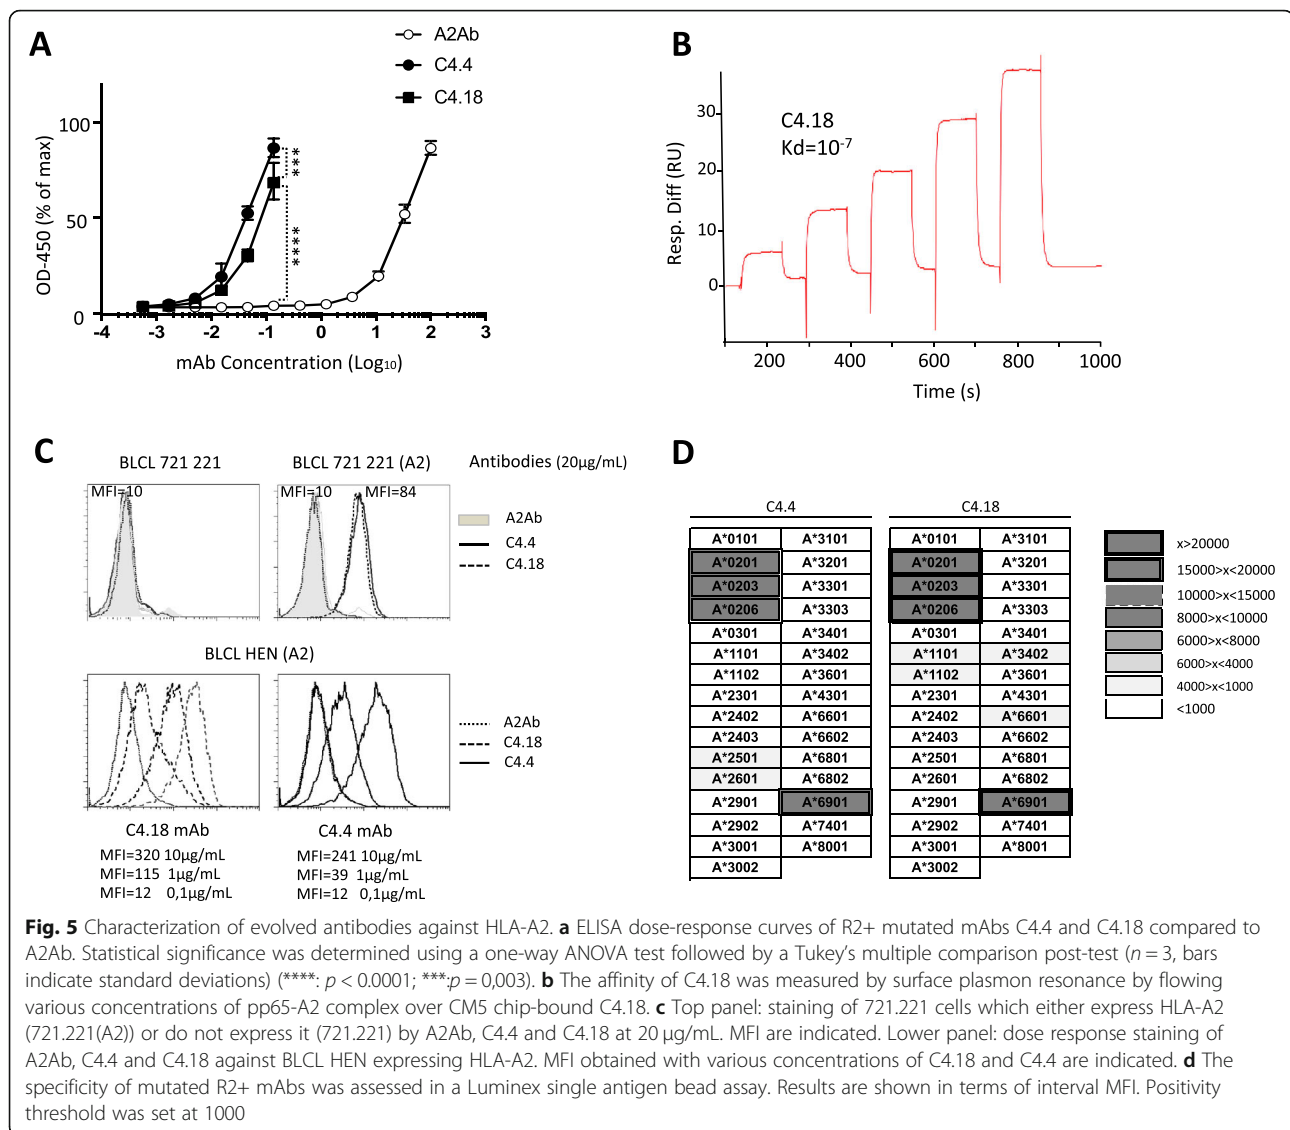 A
A2Ab
C4.4
C4.18
100
50
0
OD-450 (% of max)
***
****
-4 -3 -2 -1 0 1 2 3
mAb Concentration (Log10)
B
C4.18
Kd=10-7
30
20
10
0
Resp. Diff (RU)
200 400 600 800 1000
Time (s)
C
BLCL 721 221
BLCL 721 221 (A2)
Antibodies (20µg/mL)
MFI=10
MFI=10
MFI=84
A2Ab
C4.4
C4.18
BLCL HEN (A2)
A2Ab
C4.18
C4.4
C4.18 mAb
MFI=320 10µg/mL
MFI=115 1µg/mL
MFI=12 0,1µg/mL
C4.4 mAb
MFI=241 10µg/mL
MFI=39 1µg/mL
MFI=12 0,1µg/mL
D
C4.4
A*0101 A*3101
A*0201 A*3201
A*0203 A*3301
A*0206 A*3303
A*0301 A*3401
A*1101 A*3402
A*1102 A*3601
A*2301 A*4301
A*2402 A*6601
A*2403 A*6602
A*2501 A*6801
A*2601 A*6802
A*2901 A*6901
A*2902 A*7401
A*3001 A*8001
A*3002
C4.18
A*0101 A*3101
A*0201 A*3201
A*0203 A*3301
A*0206 A*3303
A*0301 A*3401
A*1101 A*3402
A*1102 A*3601
A*2301 A*4301
A*2402 A*6601
A*2403 A*6602
A*2501 A*6801
A*2601 A*6802
A*2901 A*6901
A*2902 A*7401
A*3001 A*8001
A*3002
x>20000
15000>x<20000
10000>x<15000
8000>x<10000
6000>x<8000
6000>x<4000
4000>x<1000
<1000
Fig. 5 Characterization of evolved antibodies against HLA-A2. a ELISA dose-response curves of R2+ mutated mAbs C4.4 and C4.18 compared to
A2Ab. Statistical significance was determined using a one-way ANOVA test followed by a Tukey's multiple comparison post-test (n = 3, bars
indicate standard deviations) (****: p < 0.0001; ***:p = 0,003). b The affinity of C4.18 was measured by surface plasmon resonance by flowing
various concentrations of pp65-A2 complex over CM5 chip-bound C4.18. c Top panel: staining of 721.221 cells which either express HLA-A2
(721.221(A2)) or do not express it (721.221) by A2Ab, C4.4 and C4.18 at 20 µg/mL. MFI are indicated. Lower panel: dose response staining of
A2Ab, C4.4 and C4.18 against BLCL HEN expressing HLA-A2. MFI obtained with various concentrations of C4.18 and C4.4 are indicated. d The
specificity of mutated R2+ mAbs was assessed in a Luminex single antigen bead assay. Results are shown in terms of interval MFI. Positivity
threshold was set at 1000